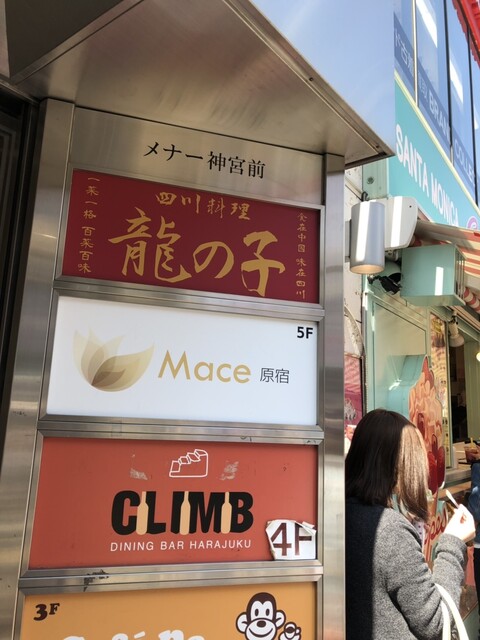 メナー神宮前
四川料理
龍の子
一菜一格 百菜百味
食在中国 味在四川
5F
Mace 原宿
CLIMB
DINING BAR HARAJUKU
4F
3F
SANTA MONICA